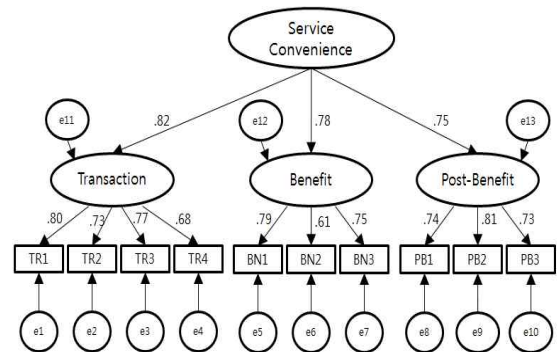 Service
Convenience
e11
.82
e12
.78
.75
e13
Transaction
Benefit
Post-Benefit
.80
.73
.77
.68
.79
.61
.75
.74
.81
.73
TR1
TR2
TR3
TR4
BN1
BN2
BN3
PB1
PB2
PB3
e1
e2
e3
e4
e5
e6
e7
e8
e9
e10